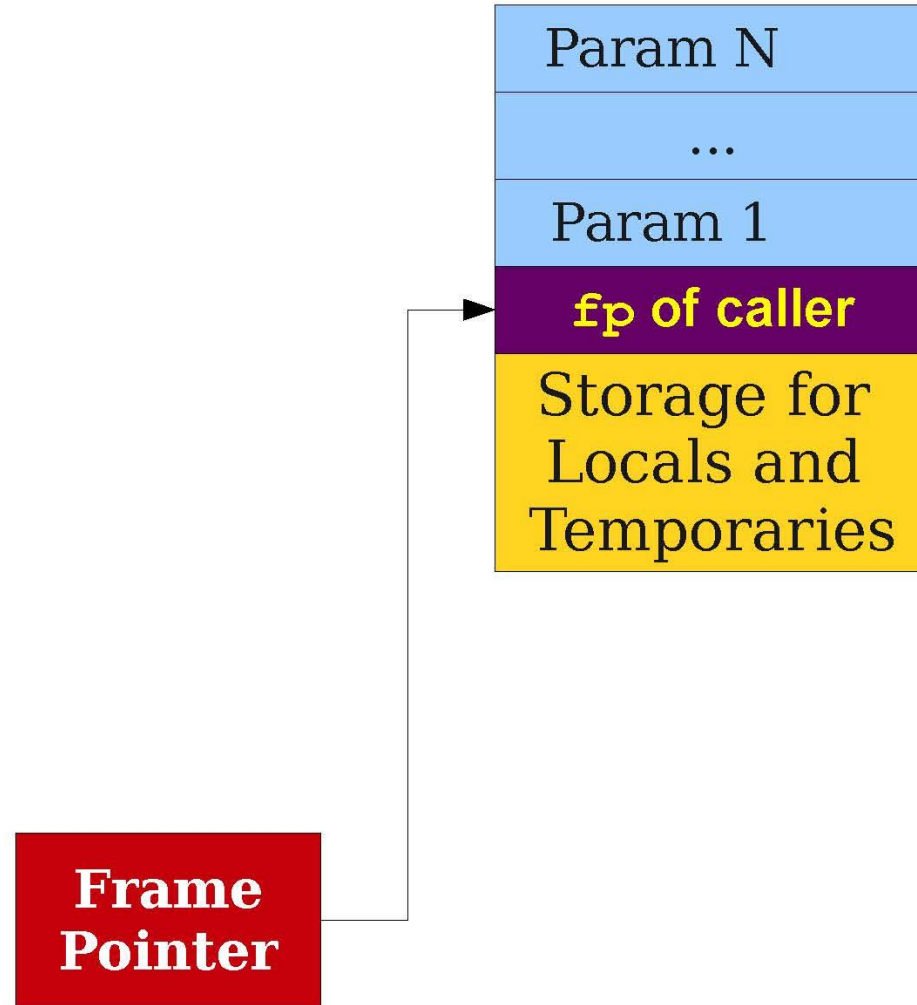 Param N
...
Param 1
fp of caller
Storage for
Locals and
Temporaries
Frame
Pointer